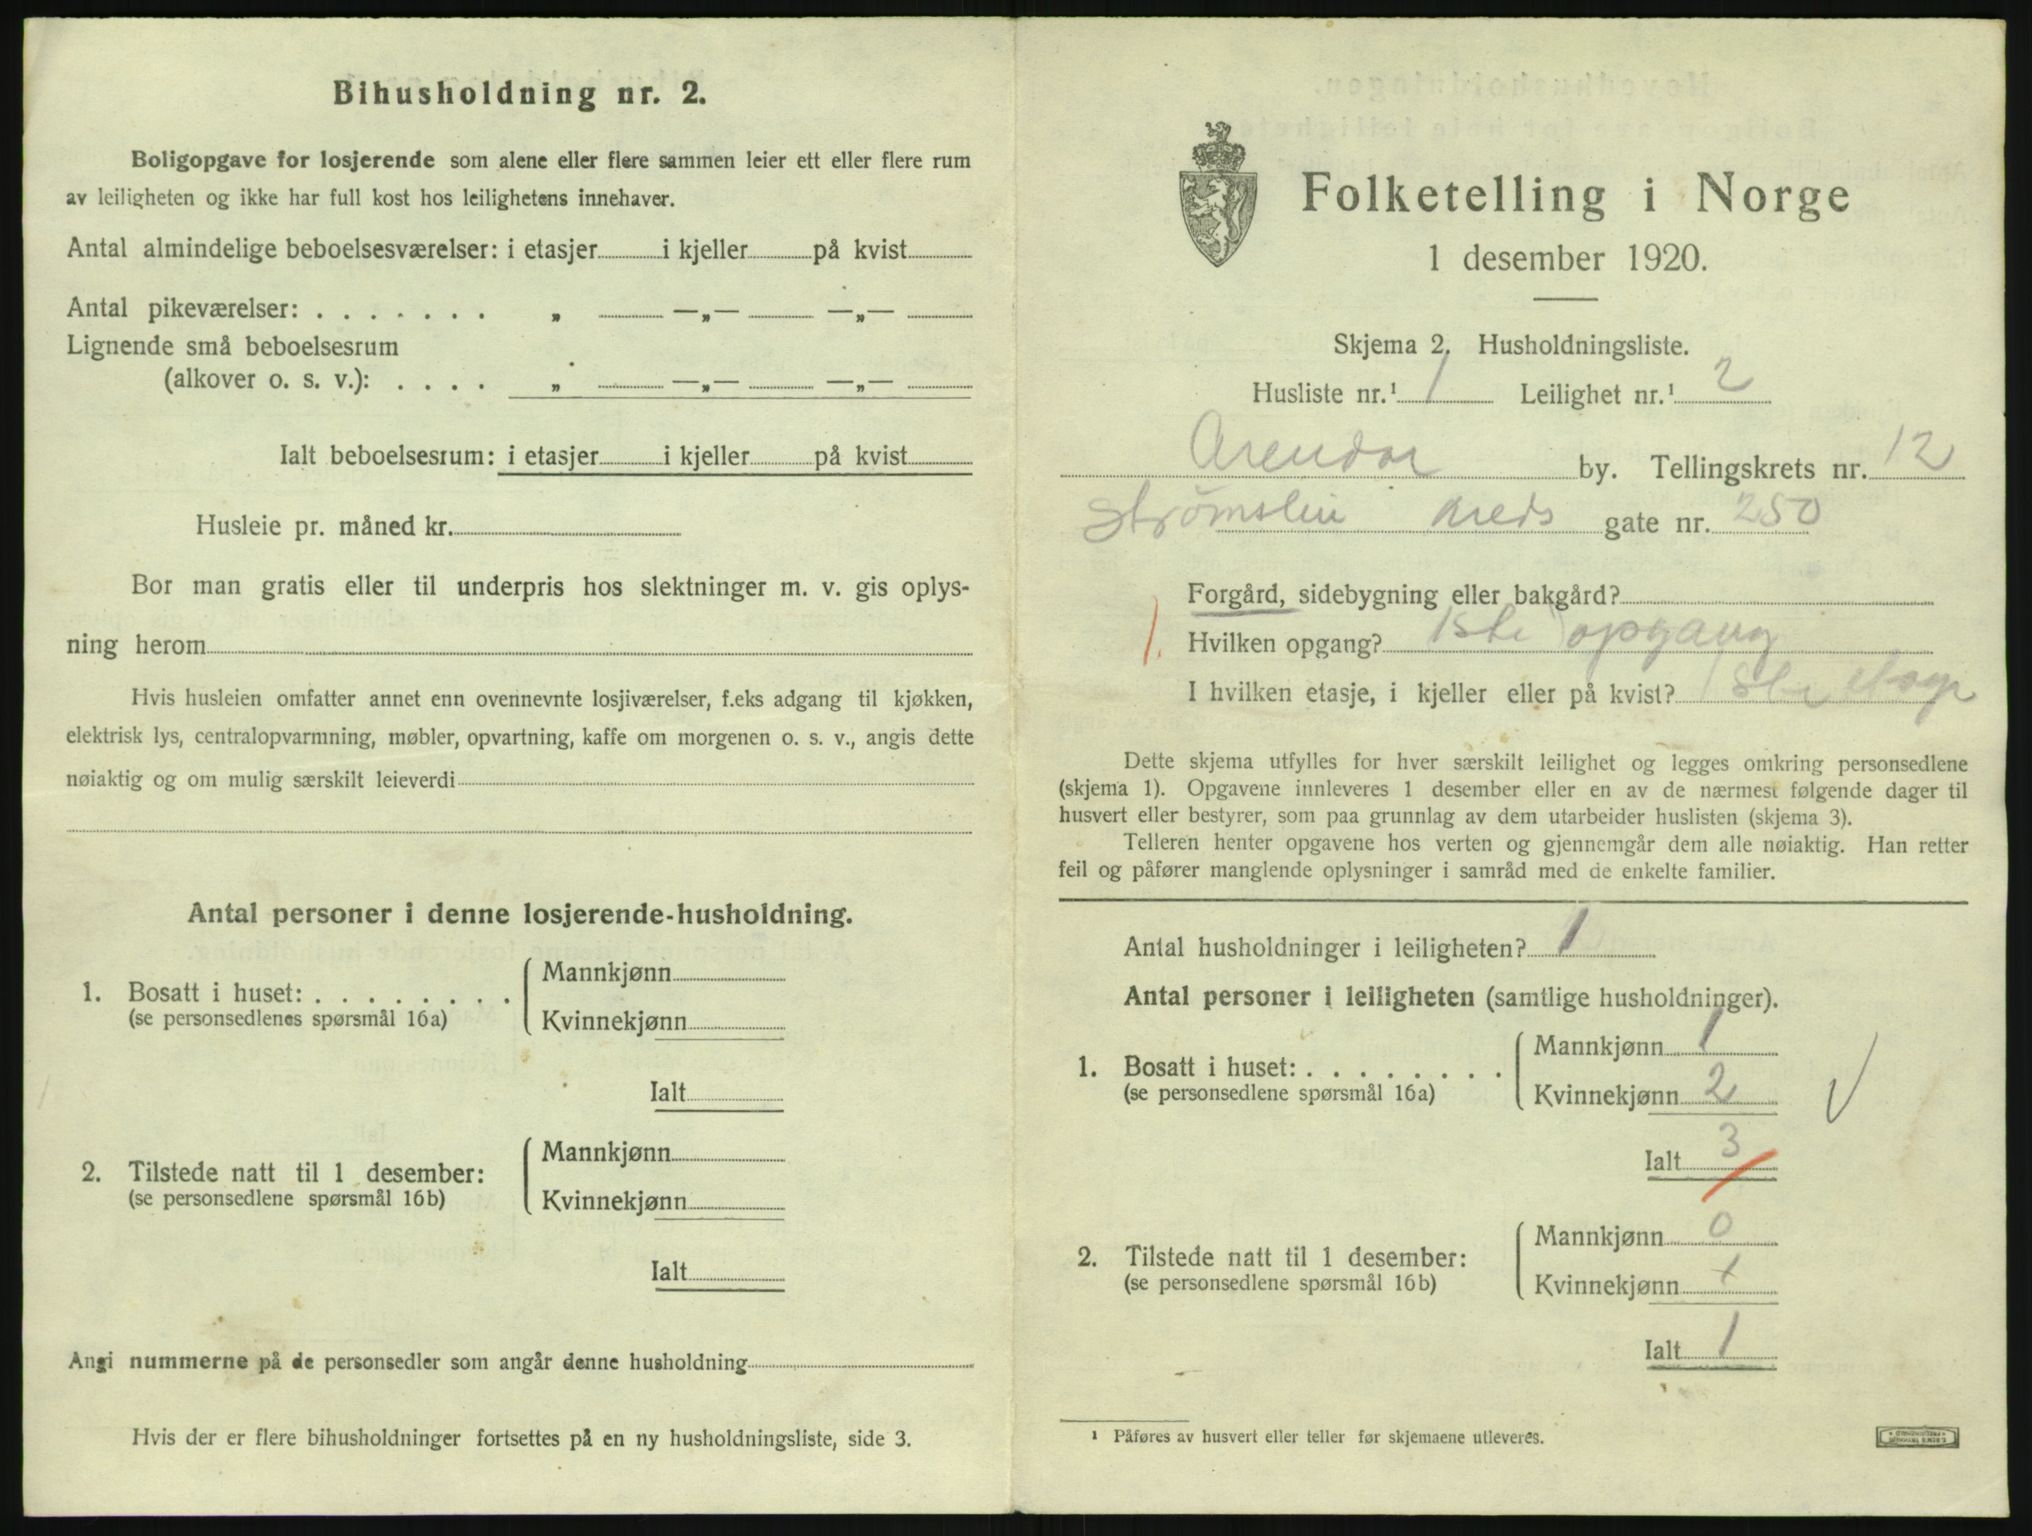 Bihusholdning nr. 2.
Boligopgave for losjerende som alene eller flere sammen leier ett eller flere rum
av leiligheten og ikke har full kost hos leilighetens innehaver.
Antal almindelige beboelsesværelser: i etasjer i kjeller på kvist
Antal pikeværelser: . . . . . . . „ —„— —„—
Lignende små beboelsesrum
(alkover o. s. v.): . . . . „ —„— —„—
Ialt beboelsesrum: i etasjer i kjeller på kvist
Husleie pr. måned kr.
Bor man gratis eller til underpris hos slektninger m. v. gis oplys-
ning herom
Hvis husleien omfatter annet enn ovennevnte losjiværelser, f.eks adgang til kjøkken,
elektrisk lys, centralopvarmning, møbler, opvartning, kaffe om morgenen o. s. v., angis dette
nøiaktig og om mulig særskilt leieverdi
Antal personer i denne losjerende-husholdning.
1. Bosatt i huset: . . . . . . . .
(se personsedlenes spørsmål 16a)
Mannkjønn
Kvinnekjønn
Ialt
2. Tilstede natt til 1 desember:
(se personsedlene spørsmål 16b)
Mannkjønn
Kvinnekjønn
Ialt
Angi nummerne på de personsedler som angår denne husholdning
Hvis der er flere bihusholdninger fortsettes på en ny husholdningsliste, side 3.
Folketelling i Norge
1 desember 1920.
Skjema 2. Husholdningsliste.
Husliste nr.¹ 1 Leilighet nr.¹ 2
Arendal by. Tellingskrets nr. 12
gate nr. 250
Forgård, sidebygning eller bakgård?
1. Hvilken opgang? 1ste opgang
I hvilken etasje, i kjeller eller på kvist? 1ste
Dette skjema utfylles for hver særskilt leilighet og legges omkring personsedlene
(skjema 1). Opgavene innleveres 1 desember eller en av de nærmest følgende dager til
husvert eller bestyrer, som paa grunnlag av dem utarbeider huslisten (skjema 3).
Telleren henter opgavene hos verten og gjennemgår dem alle nøiaktig. Han retter
feil og påfører manglende oplysninger i samråd med de enkelte familier.
Antal husholdninger i leiligheten? 1
Antal personer i leiligheten (samtlige husholdninger).
1. Bosatt i huset: . . . . . . . .
(se personsedlene spørsmål 16a)
Mannkjønn 1
Kvinnekjønn 2
Ialt 3
2. Tilstede natt til 1 desember:
(se personsedlene spørsmål 16b)
Mannkjønn 0
Kvinnekjønn 1
Ialt 1
¹ Påføres av husvert eller teller før skjemaene utleveres.